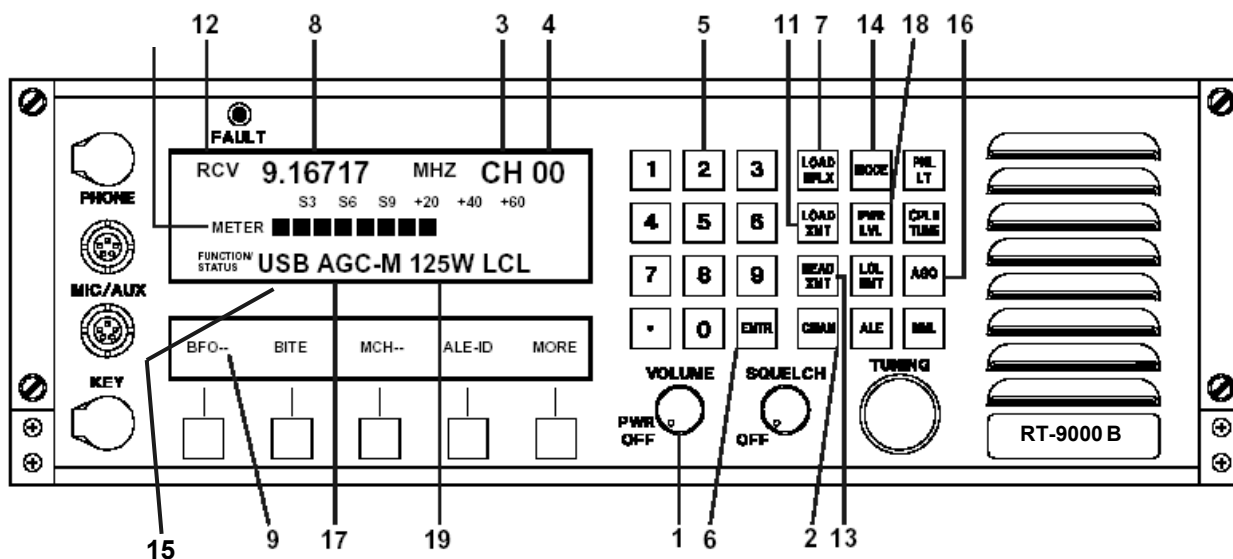 12 8 3 4 5 11 7 14 18 16
FAULT
RCV 9.16717 MHZ CH 00
S3 S6 S9 +20 +40 +60
METER
FUNCTION/
STATUS USB AGC-M 125W LCL
BFO-- BITE MCH-- ALE-ID MORE
PHONE
MIC/AUX
KEY
1 2 3 LOAD MODE PNL
LT
4 5 6 LOAD
XMT PWR
LVL CPLR
TUNE
7 8 9 READ
XMT LCL
RMT
. 0 ENTR CHAN ALE
VOLUME SQUELCH TUNING
PWR
OFF OFF
RT-9000 B
15 9 17 19 1 6 2 13